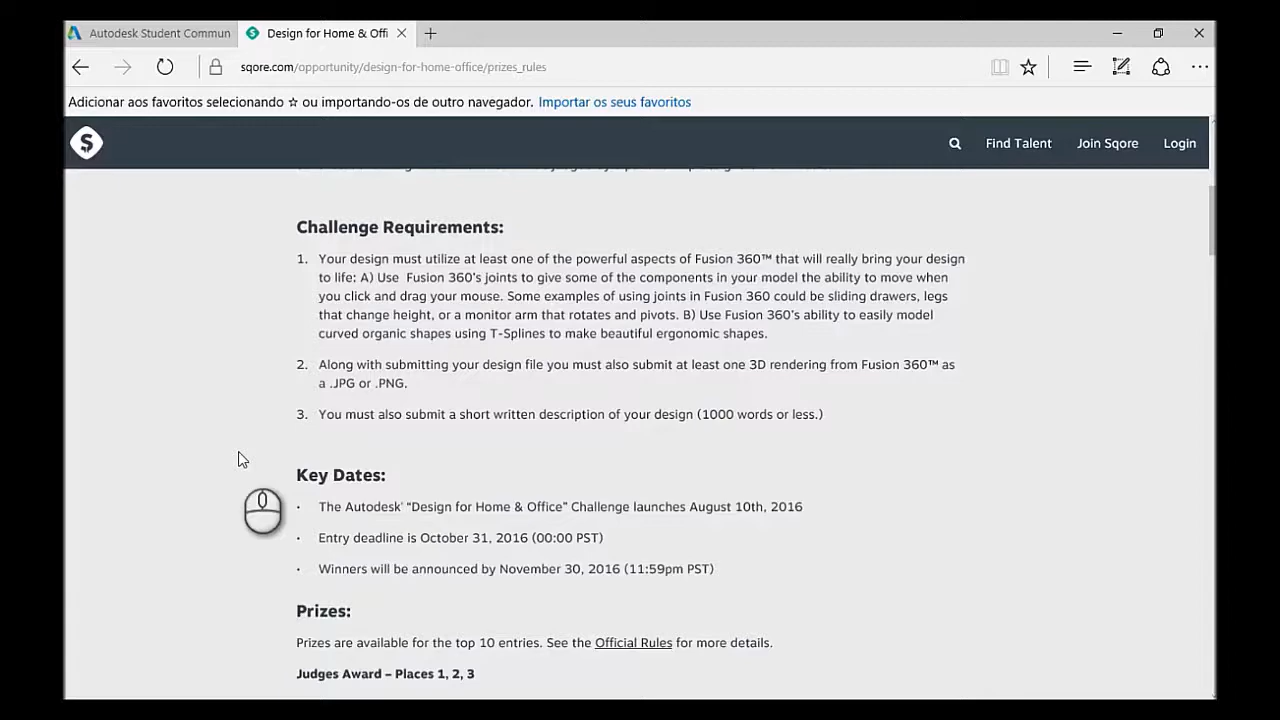 Autodesk Student Commun
Design for Home & Offi
sqore.com/opportunity/design-for-home-office/prizes_rules
Adicionar aos favoritos selecionando ☆ ou importando-os de outro navegador. Importar os seus favoritos
Find Talent Join Sqore Login
Challenge Requirements:
1. Your design must utilize at least one of the powerful aspects of Fusion 360™ that will really bring your design
to life: A) Use Fusion 360's joints to give some of the components in your model the ability to move when
you click and drag your mouse. Some examples of using joints in Fusion 360 could be sliding drawers, legs
that change height, or a monitor arm that rotates and pivots. B) Use Fusion 360's ability to easily model
curved organic shapes using T-Splines to make beautiful ergonomic shapes.
2. Along with submitting your design file you must also submit at least one 3D rendering from Fusion 360™ as
a .JPG or .PNG.
3. You must also submit a short written description of your design (1000 words or less.)
Key Dates:
• The Autodesk' "Design for Home & Office" Challenge launches August 10th, 2016
• Entry deadline is October 31, 2016 (00:00 PST)
• Winners will be announced by November 30, 2016 (11:59pm PST)
Prizes:
Prizes are available for the top 10 entries. See the Official Rules for more details.
Judges Award – Places 1, 2, 3